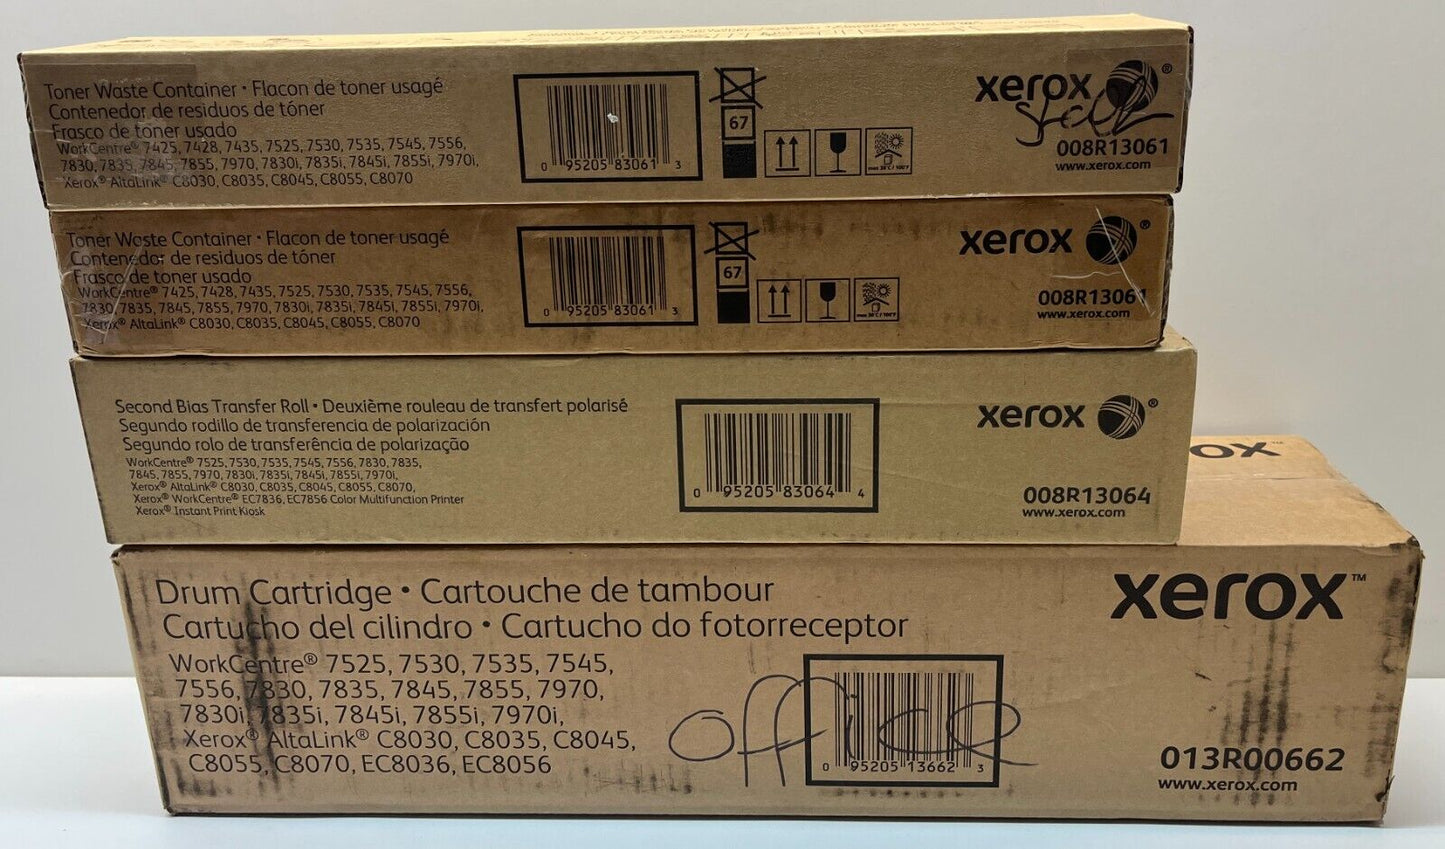 Toner Waste Container • Flacon de toner usagé
Contenedor de residuos de tóner
Frasco de toner usado
WorkCentre® 7425, 7428, 7435, 7525, 7530, 7535, 7545, 7556,
7830, 7835, 7845, 7855, 7970, 7830i, 7835i, 7845i, 7855i, 7970i,
Xerox® AltaLink® C8030, C8035, C8045, C8055, C8070
0 95205 83061 3
67
max 38°C / 100°F
xerox ®
008R13061
www.xerox.com
Toner Waste Container • Flacon de toner usagé
Contenedor de residuos de tóner
Frasco de toner usado
WorkCentre® 7425, 7428, 7435, 7525, 7530, 7535, 7545, 7556,
7830, 7835, 7845, 7855, 7970, 7830i, 7835i, 7845i, 7855i, 7970i,
Xerox® AltaLink® C8030, C8035, C8045, C8055, C8070
0 95205 83061 3
67
max 38°C / 100°F
xerox ®
008R13061
www.xerox.com
Second Bias Transfer Roll • Deuxième rouleau de transfert polarisé
Segundo rodillo de transferencia de polarización
Segundo rolo de transferência de polarização
WorkCentre® 7525, 7530, 7535, 7545, 7556, 7830, 7835,
7845, 7855, 7970, 7830i, 7835i, 7845i, 7855i, 7970i,
Xerox® AltaLink® C8030, C8035, C8045, C8055, C8070,
Xerox® WorkCentre® EC7836, EC7856 Color Multifunction Printer
Xerox® Instant Print Kiosk
0 95205 83064 4
xerox ®
008R13064
www.xerox.com
ox™
Drum Cartridge • Cartouche de tambour
Cartucho del cilindro • Cartucho do fotorreceptor
WorkCentre® 7525, 7530, 7535, 7545,
7556, 7830, 7835, 7845, 7855, 7970,
7830i, 7835i, 7845i, 7855i, 7970i,
Xerox® AltaLink® C8030, C8035, C8045,
C8055, C8070, EC8036, EC8056
office
0 95205 13662 3
xerox™
013R00662
www.xerox.com